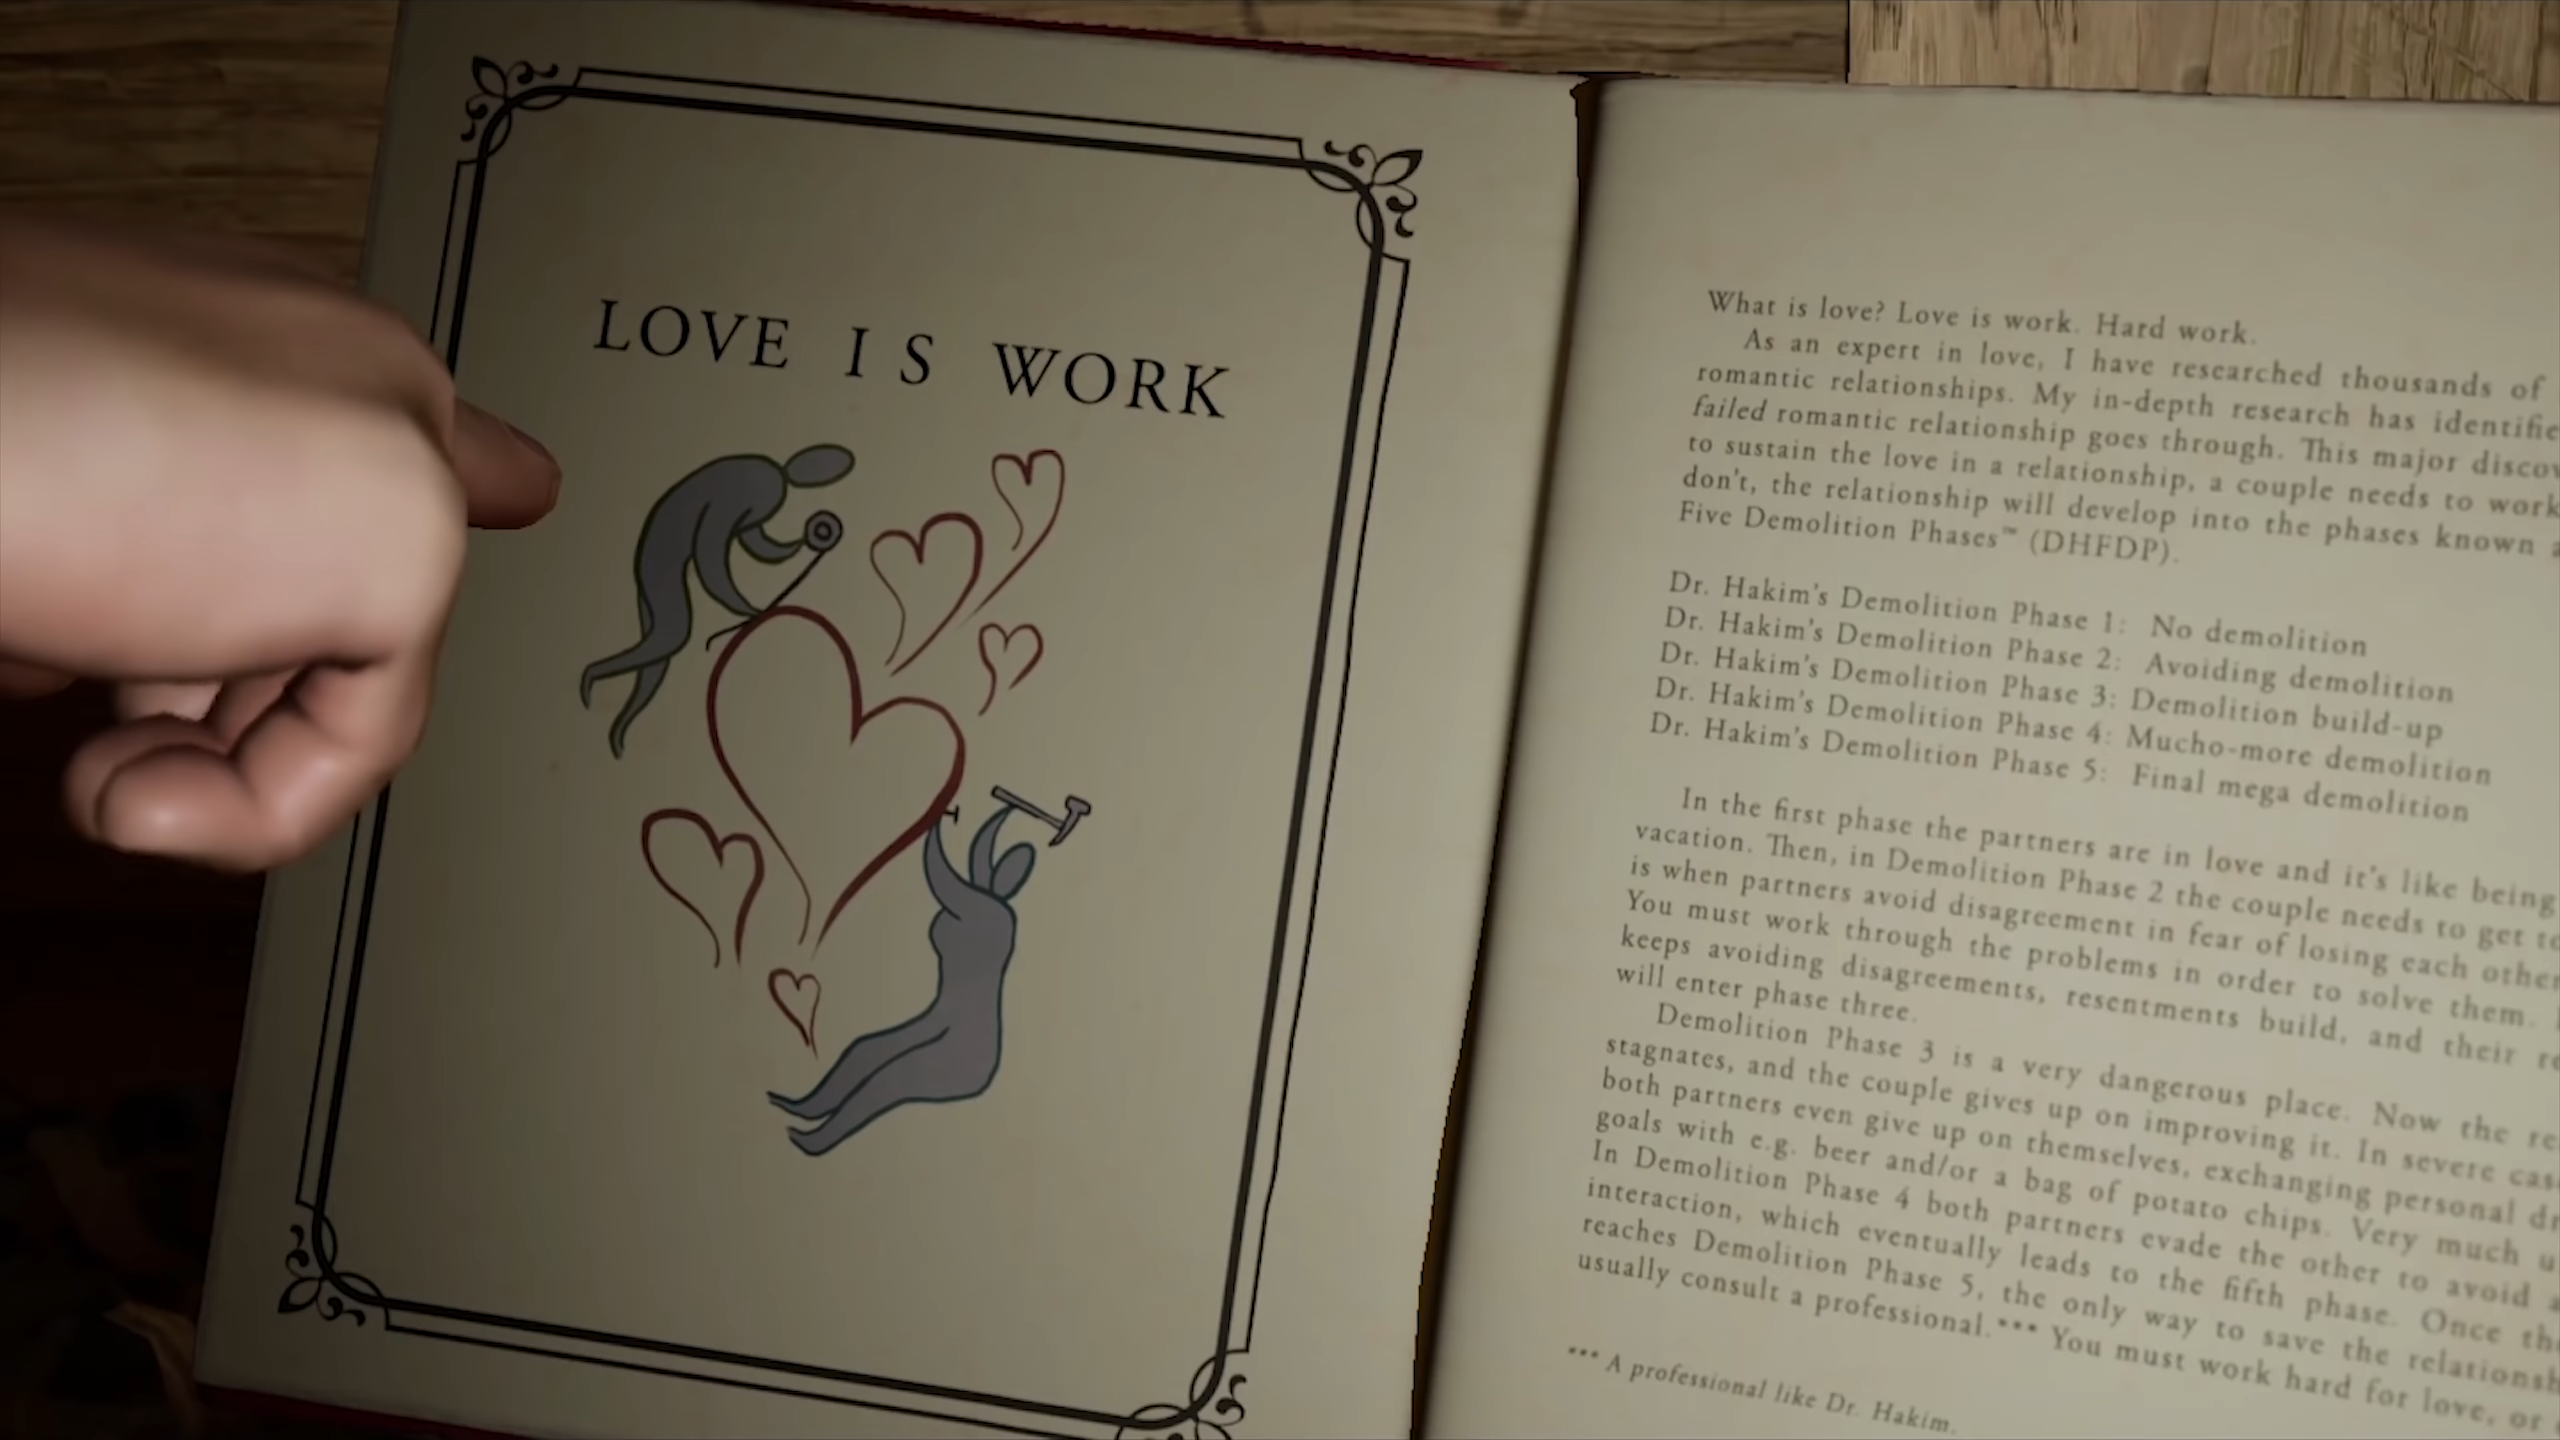 LOVE IS WORK
What is love? Love is work. Hard work.
As an expert in love, I have researched thousands of
romantic relationships. My in-depth research has
failed romantic relationship goes through. This major
to sustain the love in a relationship, a couple needs to work
don't, the relationship will develop into the phases known
Five Demolition Phases™ (DHFDP).
Dr. Hakim's Demolition Phase 1: No demolition
Dr. Hakim's Demolition Phase 2: Avoiding demolition
Dr. Hakim's Demolition Phase 3: Demolition build-up
Dr. Hakim's Demolition Phase 4: Mucho-more demolition
Dr. Hakim's Demolition Phase 5: Final mega demolition
In the first phase the partners are in love and it's like being
vacation. Then, in Demolition Phase 2 the couple needs to get
is when partners avoid disagreement in fear of losing each other
You must work through the problems in order to solve them.
keeps avoiding disagreements, resentments build, and their
will enter phase three.
Demolition Phase 3 is a very dangerous place. Now the
stagnates, and the couple gives up on improving it. In severe
both partners even give up on themselves, exchanging personal
goals with e.g. beer and/or a bag of potato chips. Very much
In Demolition Phase 4 both partners evade the other to avoid
interaction, which eventually leads to the fifth phase. Once
reaches Demolition Phase 5, the only way to save the
usually consult a professional.*** You must work hard for love, or
*** A professional like Dr. Hakim.